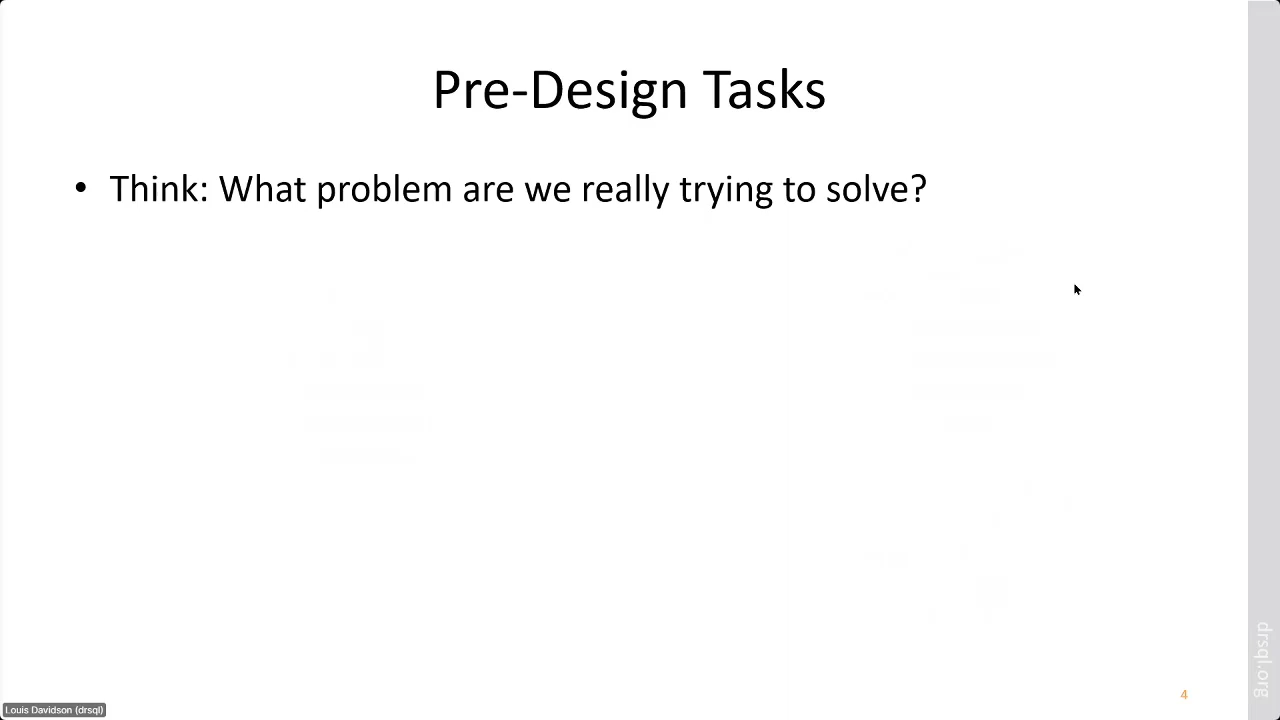 Pre-Design Tasks
• Think: What problem are we really trying to solve?
drsql.org
4
Louis Davidson (drsql)